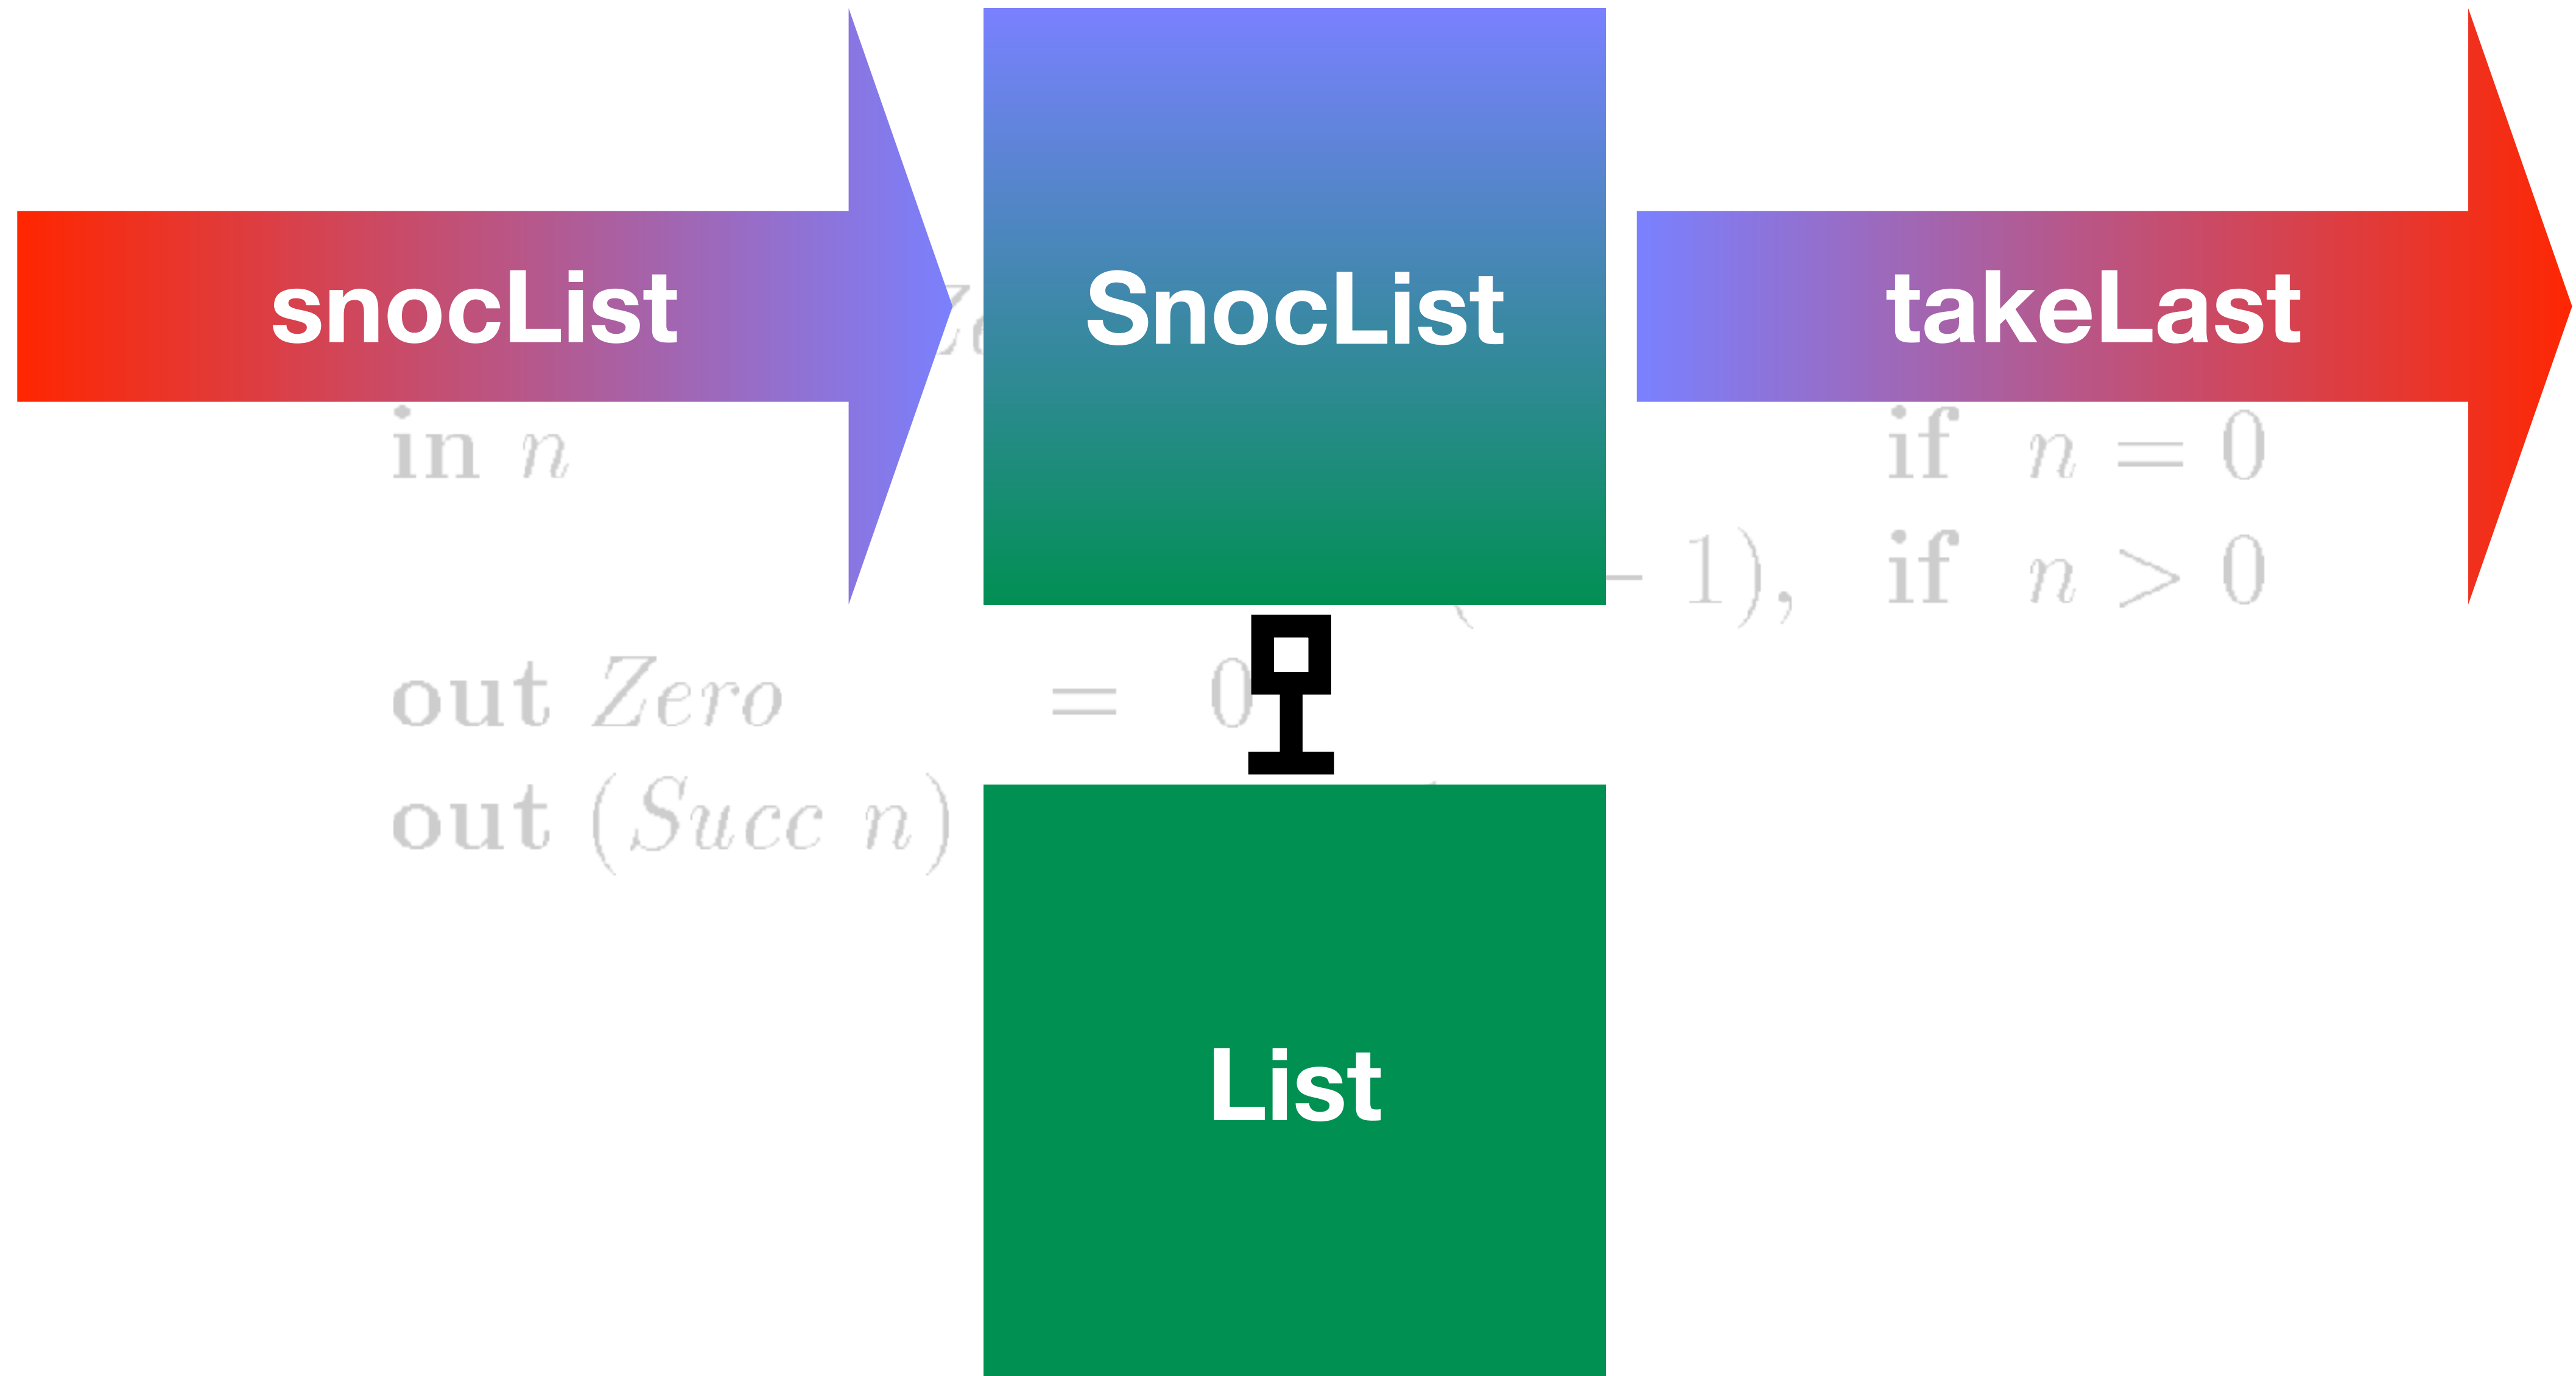 snocList SnocList takeLast
in n if n = 0
− 1), if n > 0
out Zero = 0
out (Succ n)
List